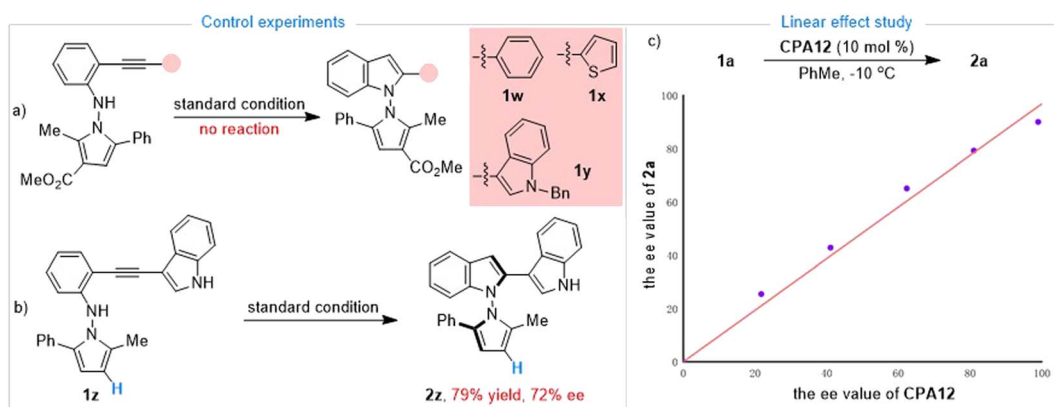 Control experiments
Linear effect study
a)
NH
N
Me
Ph
MeO₂C
standard condition
no reaction
N
N
Ph
Me
CO₂Me
1w
S
1x
N
Bn
1y
b)
NH
NH
N
Ph
Me
H
1z
standard condition
N
NH
N
Ph
Me
H
2z, 79% yield, 72% ee
c)
1a
CPA12 (10 mol %)
PhMe, -10 °C
2a
the ee value of 2a
100
80
60
40
20
0
0 20 40 60 80 100
the ee value of CPA12